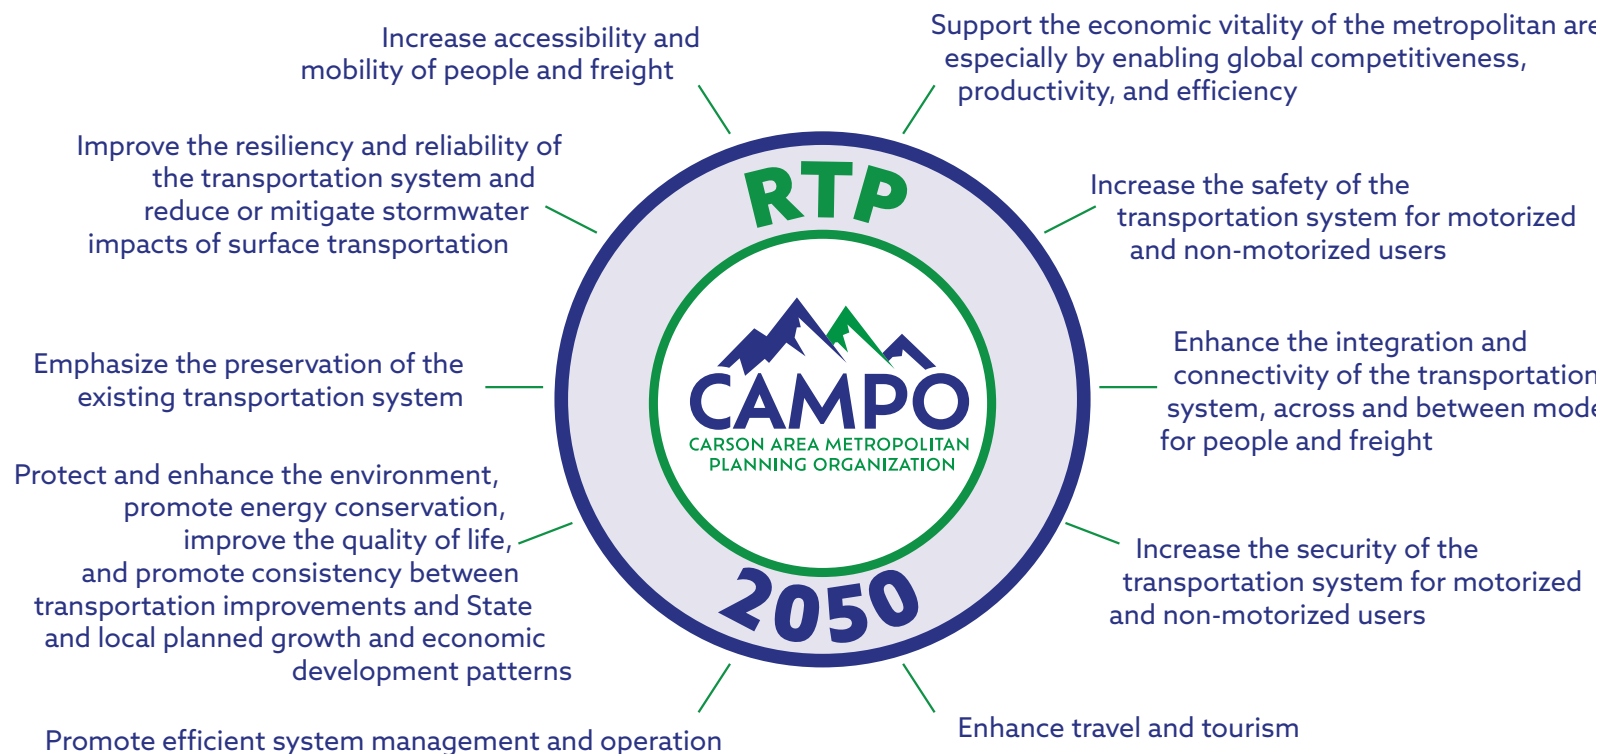 Increase accessibility and
mobility of people and freight
Support the economic vitality of the metropolitan
especially by enabling global competitiveness,
productivity, and efficiency
Improve the resiliency and reliability of
the transportation system and
reduce or mitigate stormwater
impacts of surface transportation
Increase the safety of the
transportation system for motorized
and non-motorized users
Emphasize the preservation of the
existing transportation system
Enhance the integration and
connectivity of the transportation
system, across and between
for people and freight
Protect and enhance the environment,
promote energy conservation,
improve the quality of life,
and promote consistency between
transportation improvements and State
and local planned growth and economic
development patterns
Increase the security of the
transportation system for motorized
and non-motorized users
Promote efficient system management and operation
Enhance travel and tourism
RTP
CAMPO
CARSON AREA METROPOLITAN
PLANNING ORGANIZATION
2050